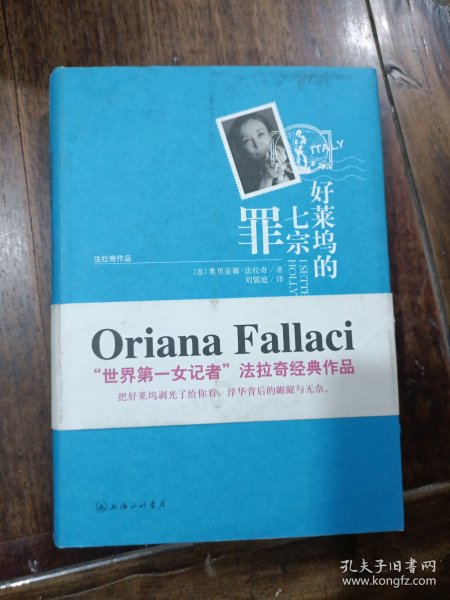 ITALY
好莱坞的
七宗
罪
I SETTE
HOLLY
法拉奇作品
（意）奥里亚娜·法拉奇／著
刘儒庭／译
Oriana Fallaci
“世界第一女记者”法拉奇经典作品
把好莱坞剥光了给你看，浮华背后的龌龊与无奈。
上海三联书店
孔夫子旧书网
www.kongfz.com